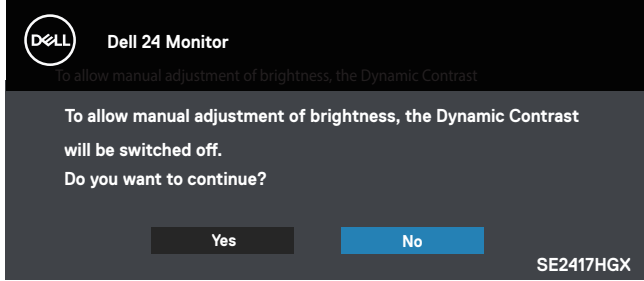 DELL
Dell 24 Monitor
To allow manual adjustment of brightness, the Dynamic Contrast
To allow manual adjustment of brightness, the Dynamic Contrast
will be switched off.
Do you want to continue?
Yes No
SE2417HGX